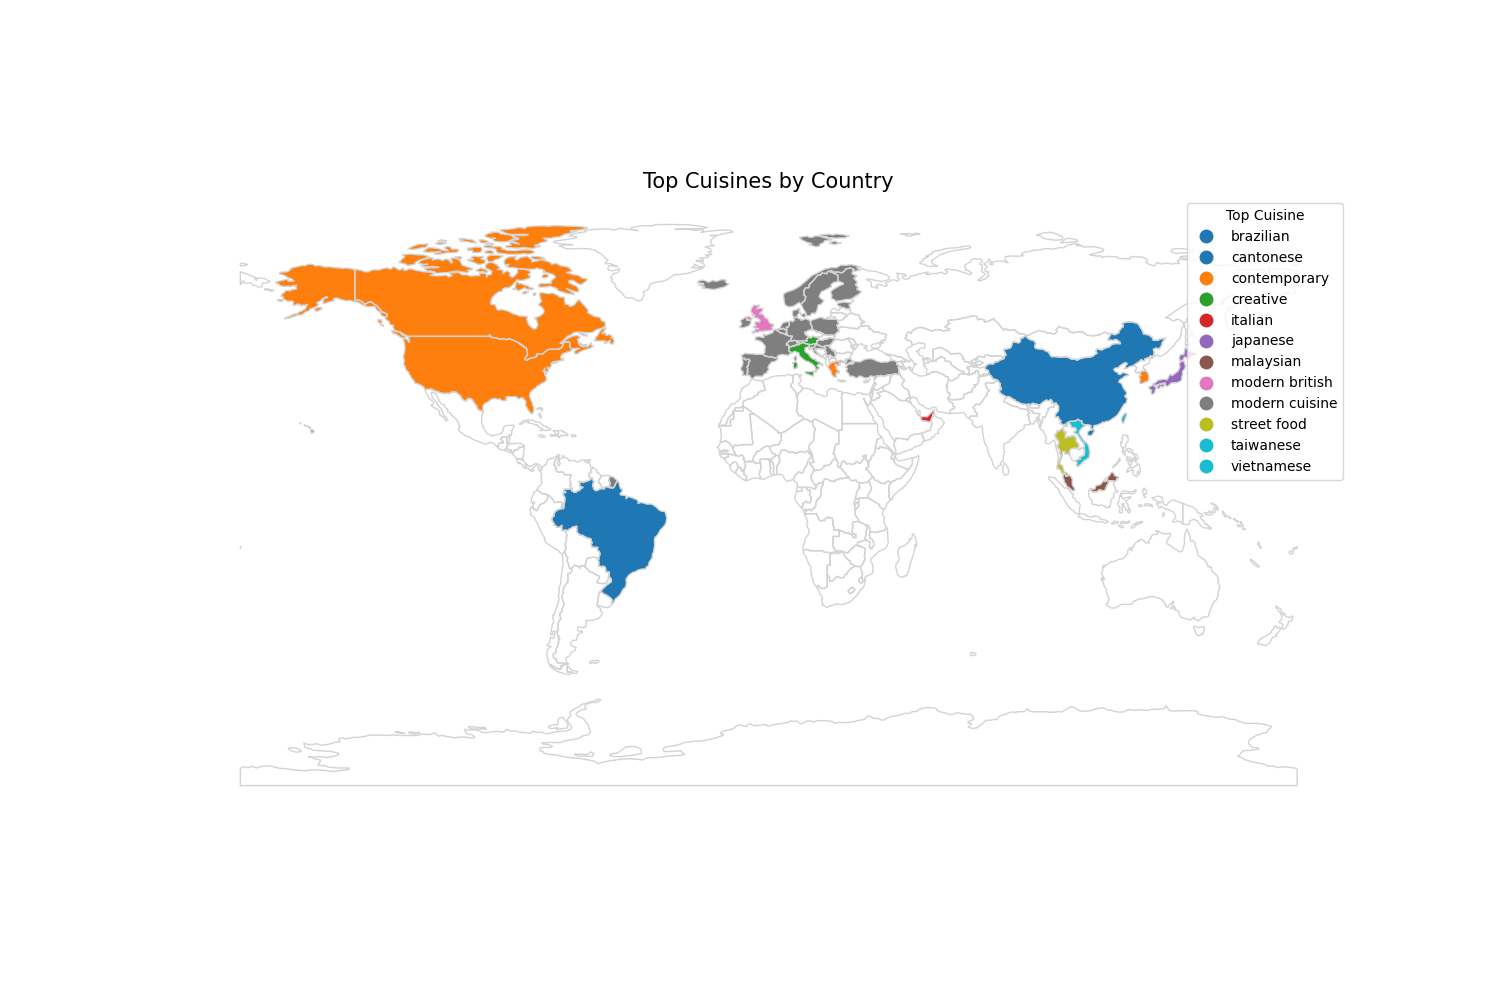 Top Cuisines by Country
Top Cuisine
brazilian
cantonese
contemporary
creative
italian
japanese
malaysian
modern british
modern cuisine
street food
taiwanese
vietnamese